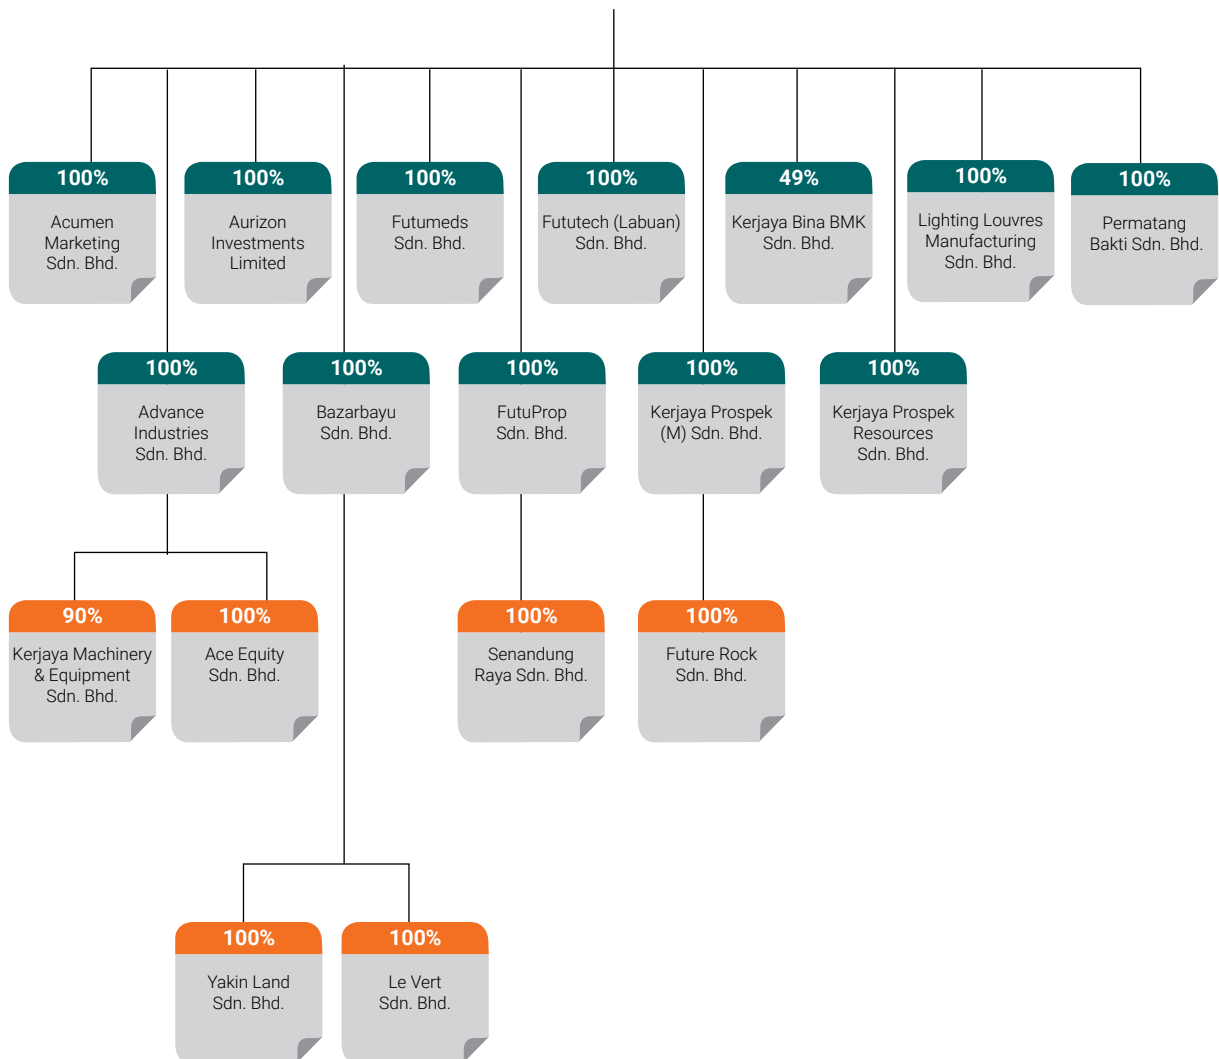 100%
Acumen
Marketing
Sdn. Bhd.
100%
Aurizon
Investments
Limited
100%
Futumeds
Sdn. Bhd.
100%
Fututech (Labuan)
Sdn. Bhd.
49%
Kerjaya Bina BMK
Sdn. Bhd.
100%
Lighting Louvres
Manufacturing
Sdn. Bhd.
100%
Permatang
Bakti Sdn. Bhd.
100%
Advance
Industries
Sdn. Bhd.
100%
Bazarbayu
Sdn. Bhd.
100%
FutuProp
Sdn. Bhd.
100%
Kerjaya Prospek
(M) Sdn. Bhd.
100%
Kerjaya Prospek
Resources
Sdn. Bhd.
90%
Kerjaya Machinery
& Equipment
Sdn. Bhd.
100%
Ace Equity
Sdn. Bhd.
100%
Senandung
Raya Sdn. Bhd.
100%
Future Rock
Sdn. Bhd.
100%
Yakin Land
Sdn. Bhd.
100%
Le Vert
Sdn. Bhd.